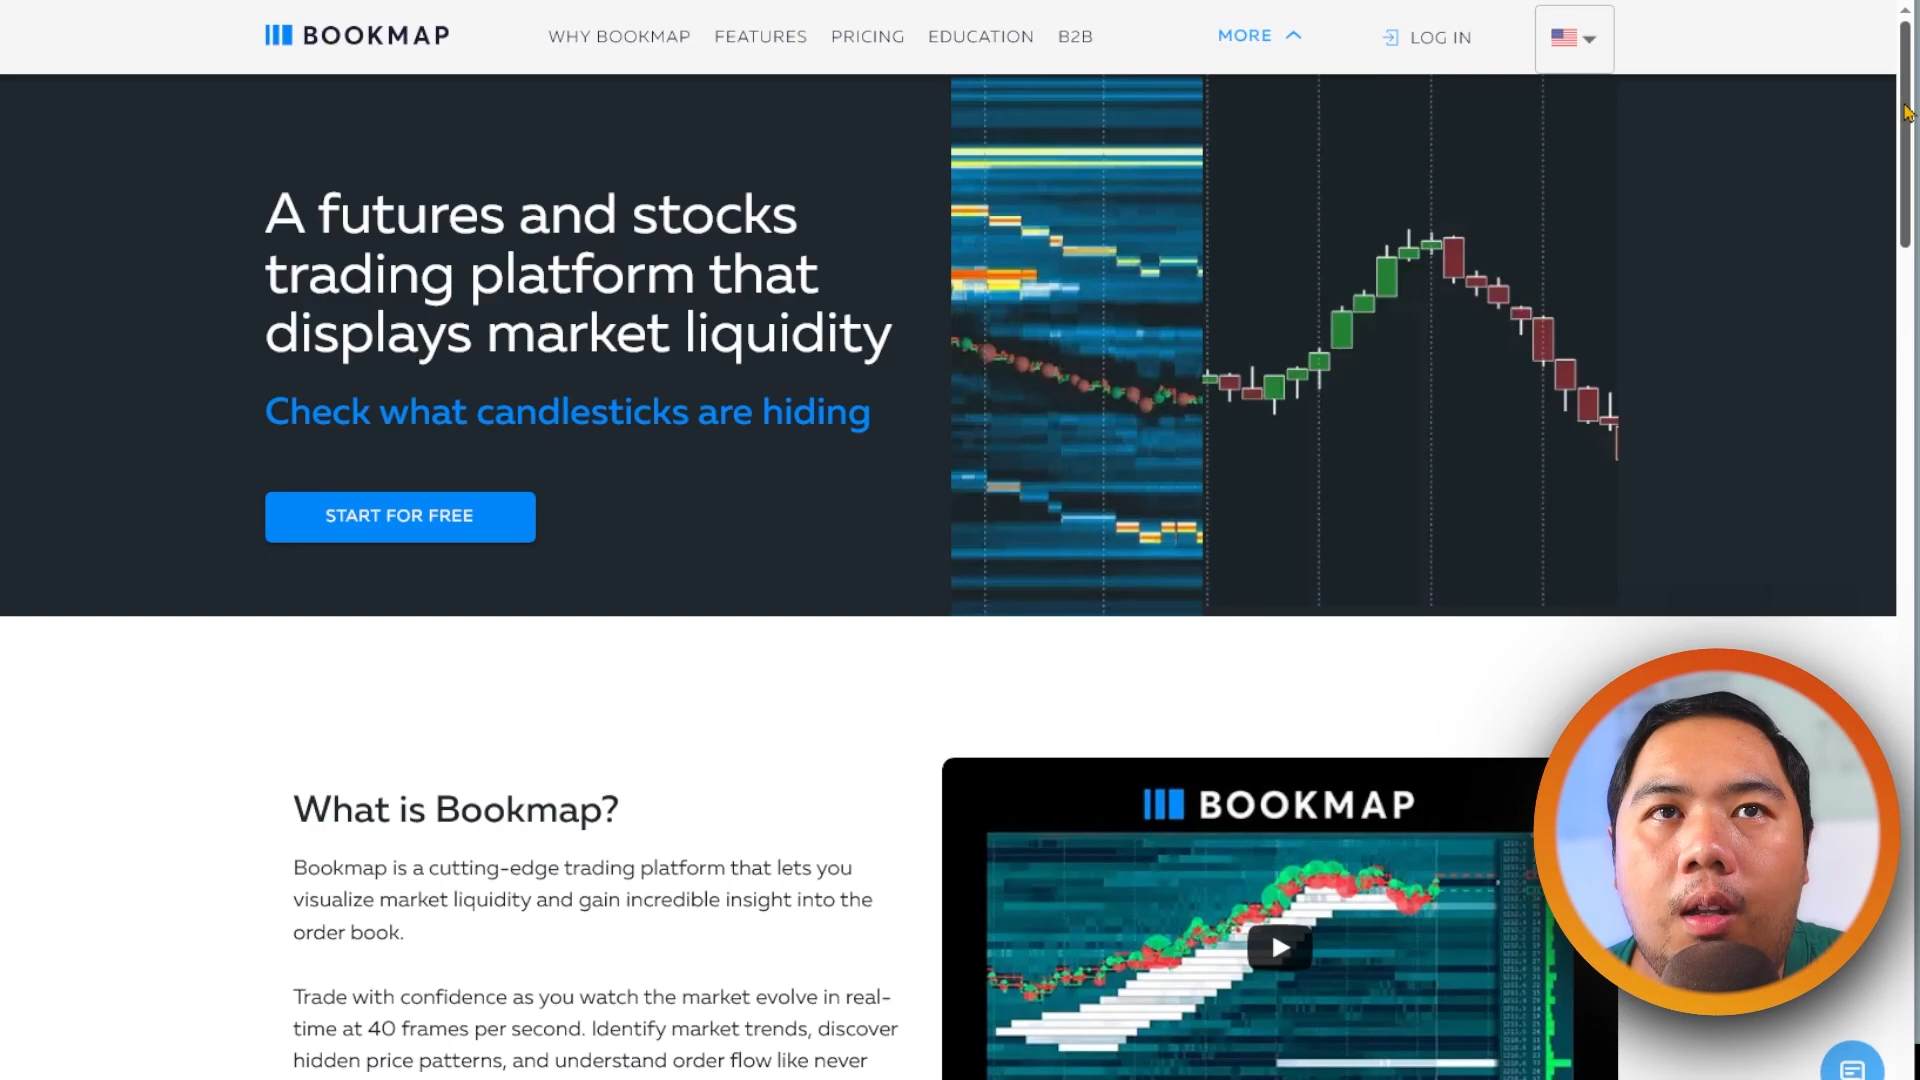 BOOKMAP
WHY BOOKMAP FEATURES PRICING EDUCATION B2B MORE LOG IN
A futures and stocks
trading platform that
displays market liquidity
Check what candlesticks are hiding
START FOR FREE
What is Bookmap?
Bookmap is a cutting-edge trading platform that lets you
visualize market liquidity and gain incredible insight into the
order book.
Trade with confidence as you watch the market evolve in real-
time at 40 frames per second. Identify market trends, discover
hidden price patterns, and understand order flow like never
BOOKMAP